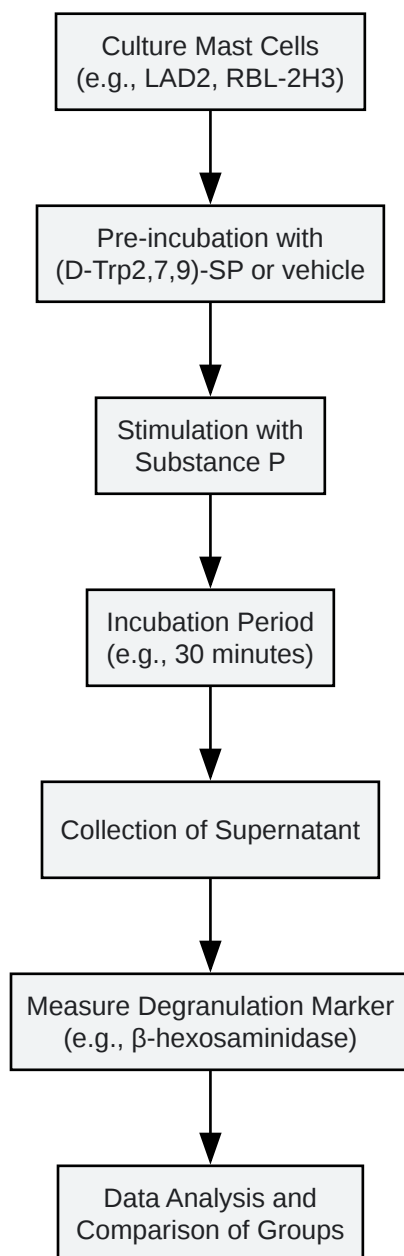 Culture Mast Cells
(e.g., LAD2, RBL-2H3)
Pre-incubation with
(D-Trp2,7,9)-SP or vehicle
Stimulation with
Substance P
Incubation Period
(e.g., 30 minutes)
Collection of Supernatant
Measure Degranulation Marker
(e.g., β-hexosaminidase)
Data Analysis and
Comparison of Groups